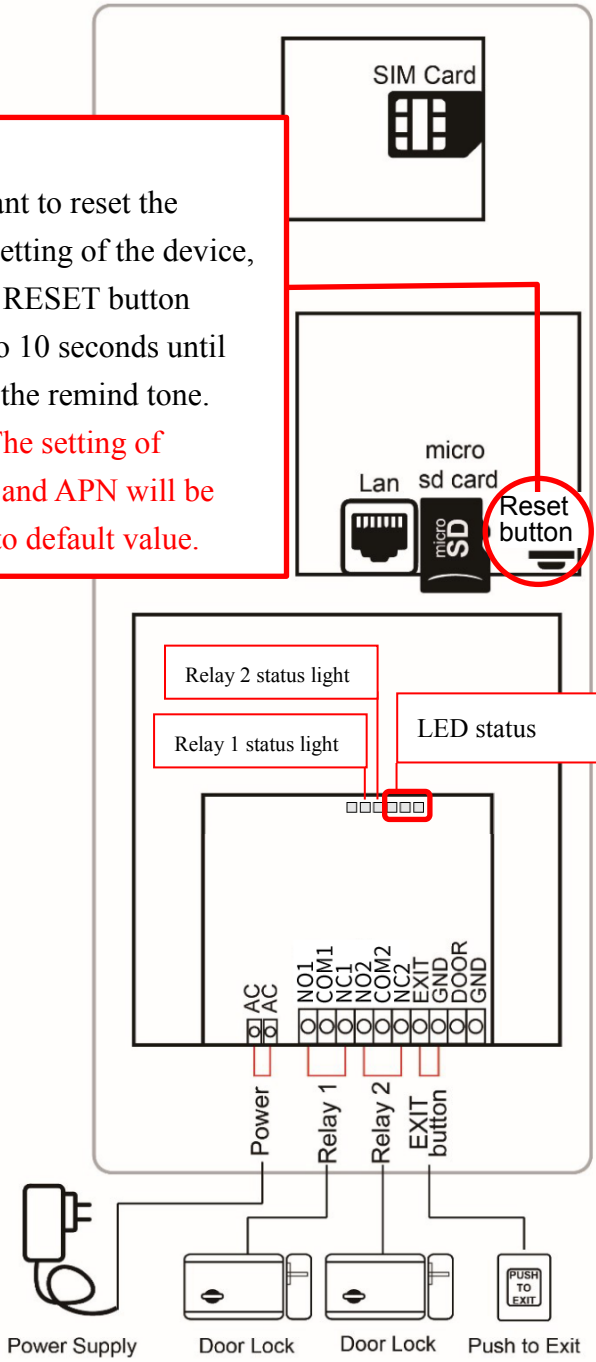 SIM Card
ant to reset the
etting of the device,
RESET button
o 10 seconds until
the remind tone.
The setting of
and APN will be
to default value.
micro
sd card
Lan
micro
SD
Reset
button
Relay 2 status light
Relay 1 status light
LED status
AC
AC
NO1
COM1
NC1
NO2
COM2
NC2
EXIT
GND
DOOR
GND
Power
Relay 1
Relay 2
EXIT
button
PUSH
TO
EXIT
Power Supply
Door Lock
Door Lock
Push to Exit